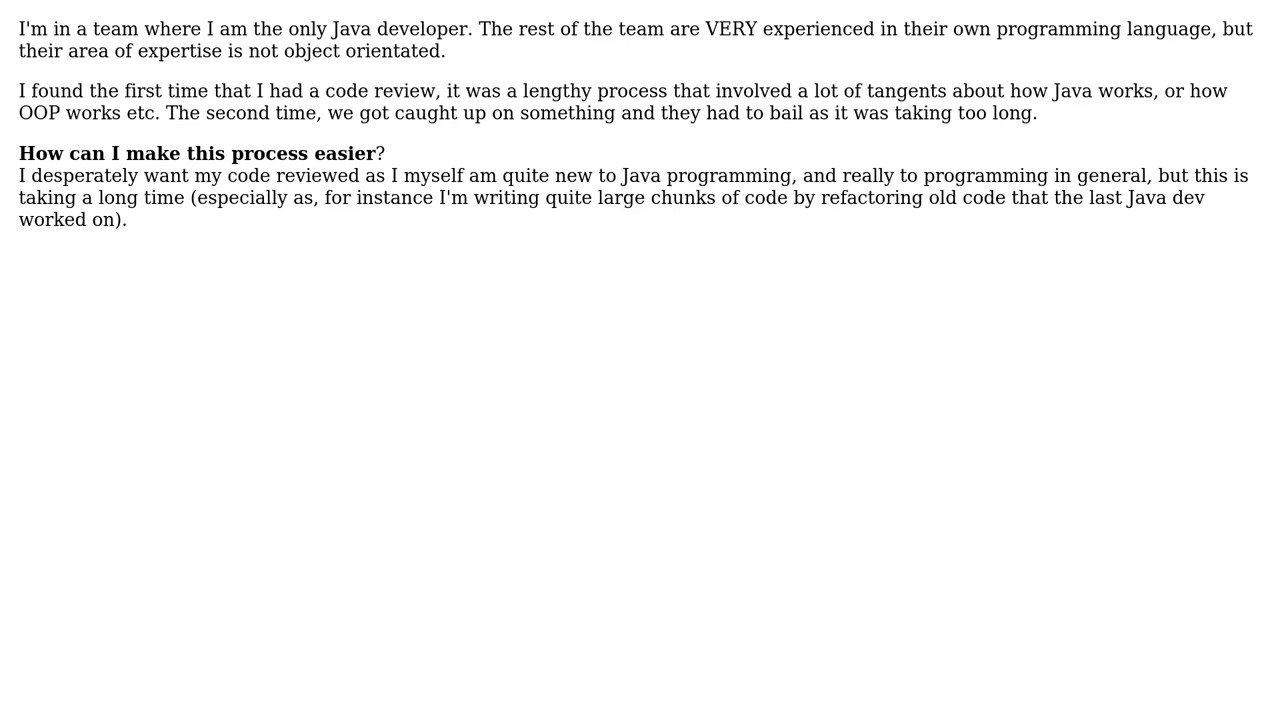 I'm in a team where I am the only Java developer. The rest of the team are VERY experienced in their own programming language, but
their area of expertise is not object orientated.
I found the first time that I had a code review, it was a lengthy process that involved a lot of tangents about how Java works, or how
OOP works etc. The second time, we got caught up on something and they had to bail as it was taking too long.
How can I make this process easier?
I desperately want my code reviewed as I myself am quite new to Java programming, and really to programming in general, but this is
taking a long time (especially as, for instance I'm writing quite large chunks of code by refactoring old code that the last Java dev
worked on).